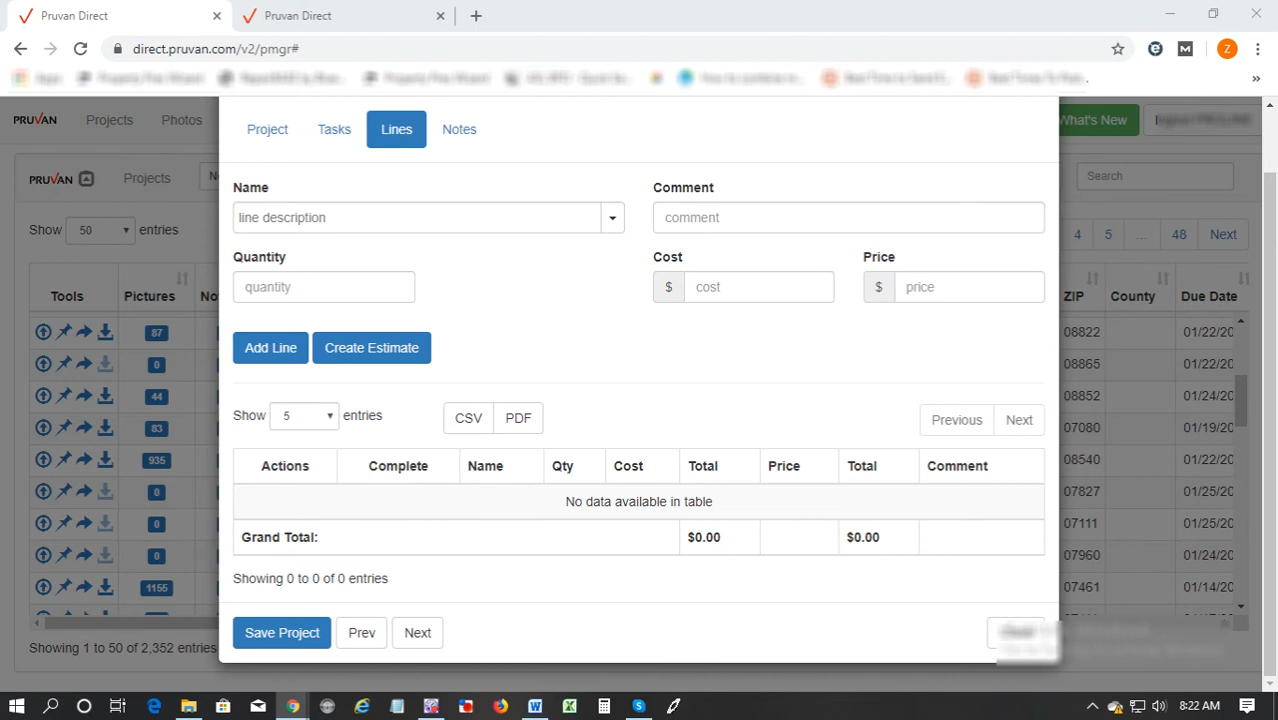 Pruvan Direct
Pruvan Direct
direct.pruvan.com/v2/pmgr#
PRUVAN Projects Photos
What's New
Project Tasks Lines Notes
PRUVAN Projects
Search
Name
line description
Comment
comment
Show 50 entries
4 5 ... 48 Next
Quantity
quantity
Cost
$ cost
Price
$ price
Tools Pictures
ZIP County Due Date
87 08822 01/22/20
0 08865 01/22/20
44 08852 01/24/20
83 07080 01/19/20
935 08540 01/22/20
0 07827 01/25/20
0 07111 01/25/20
0 07960 01/24/20
1155 07461 01/14/20
Add Line Create Estimate
Show 5 entries CSV PDF Previous Next
Actions Complete Name Qty Cost Total Price Total Comment
No data available in table
Grand Total: $0.00 $0.00
Showing 0 to 0 of 0 entries
Save Project Prev Next
Showing 1 to 50 of 2,352 entries
8:22 AM